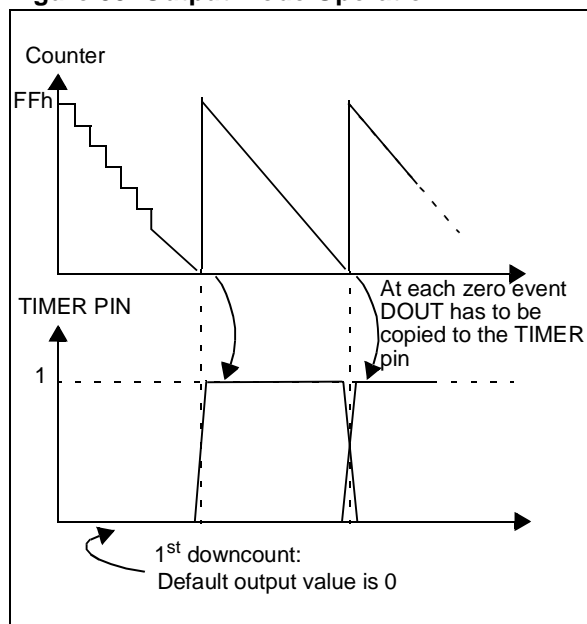 Counter
FFh
At each zero event
DOUT has to be
copied to the TIMER
pin
TIMER PIN
1
1st downcount:
Default output value is 0